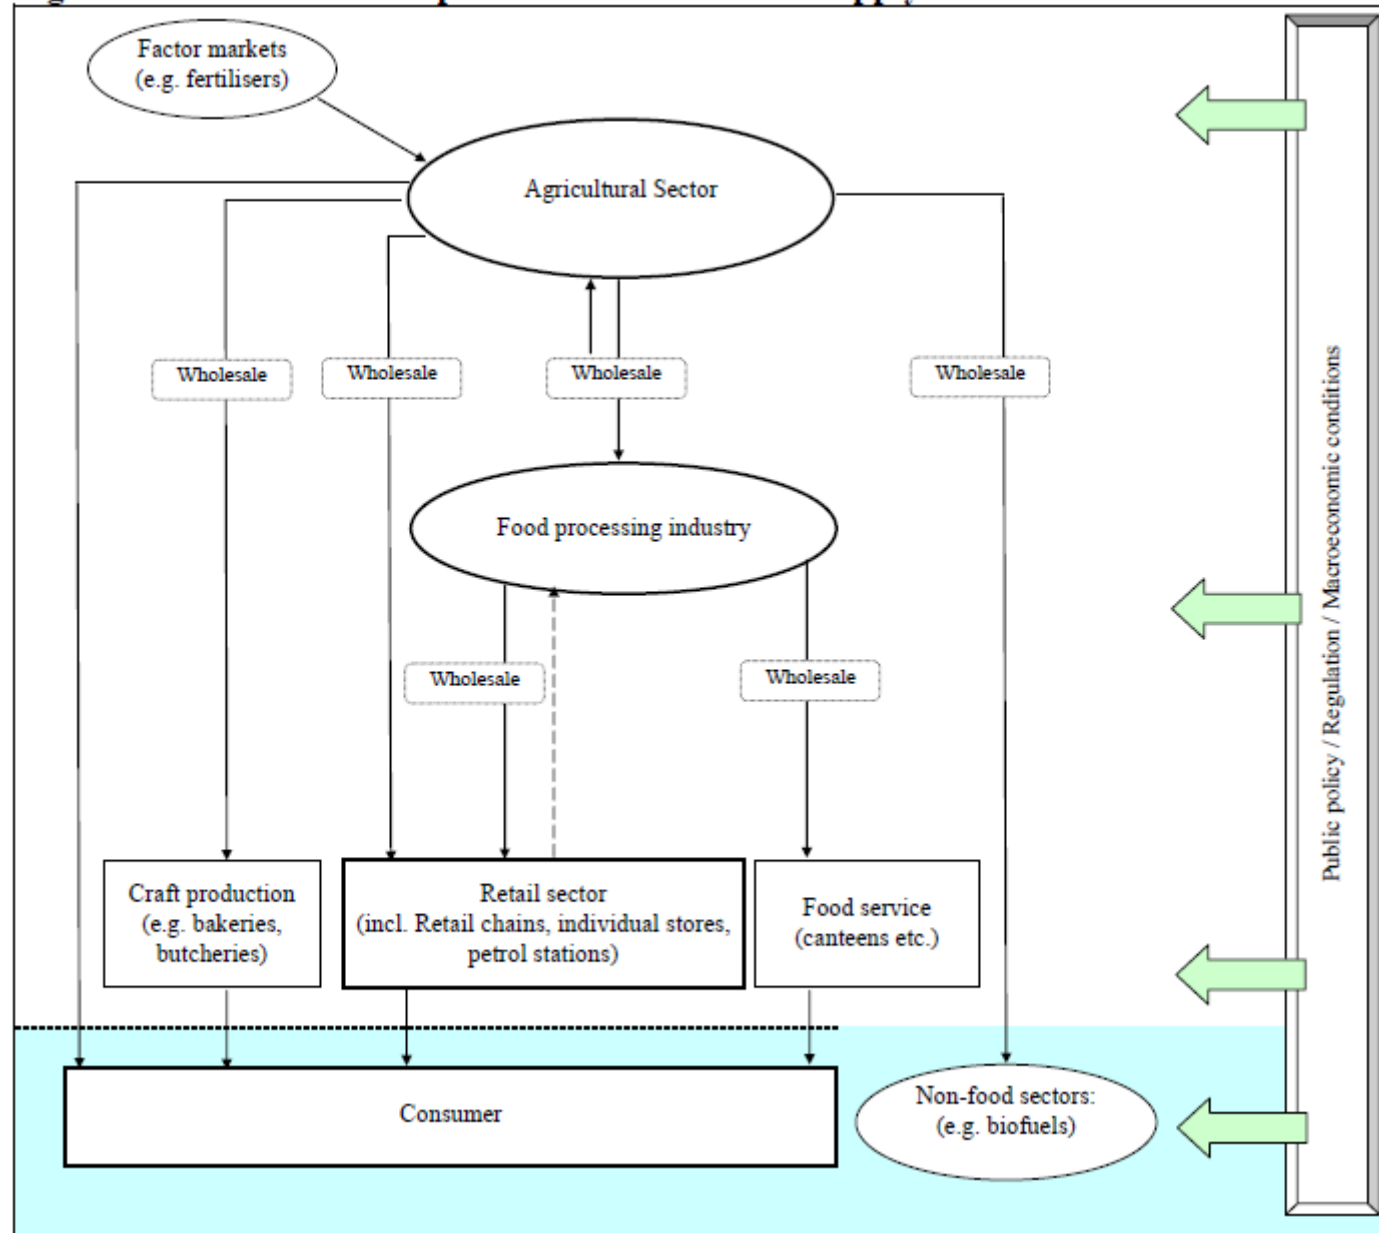 Factor markets
(e.g. fertilisers)
Agricultural Sector
Wholesale
Wholesale
Wholesale
Wholesale
Food processing industry
Wholesale
Wholesale
Craft production
(e.g. bakeries,
butcheries)
Retail sector
(incl. Retail chains, individual stores,
petrol stations)
Food service
(canteens etc.)
Consumer
Non-food sectors:
(e.g. biofuels)
Public policy / Regulation / Macroeconomic conditions